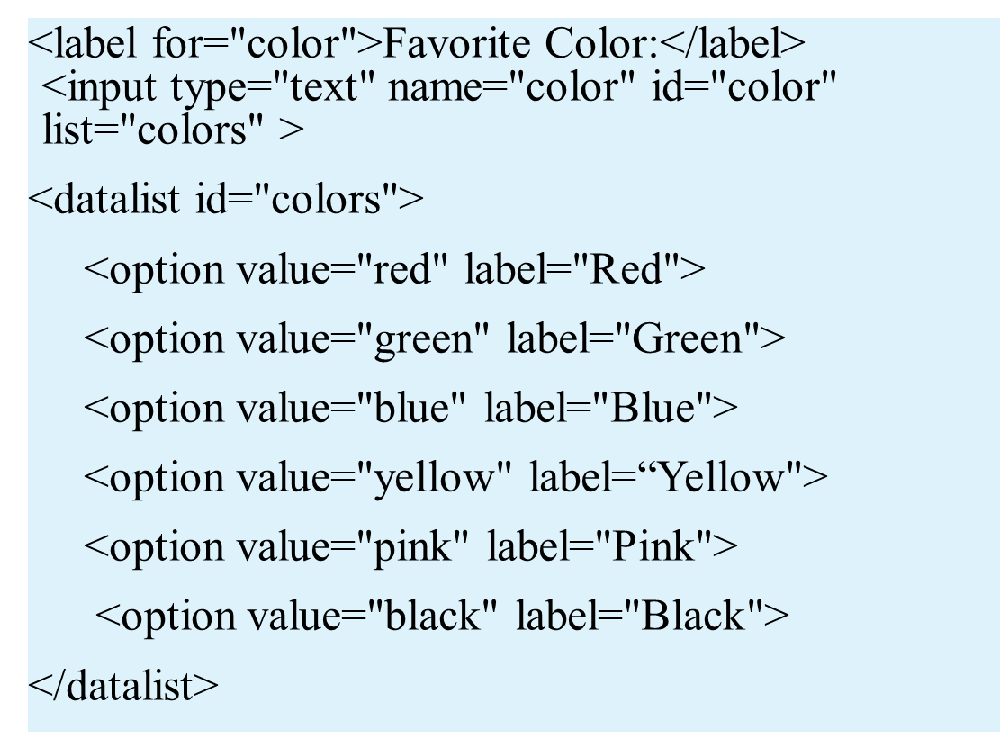 <label for="color">Favorite Color:</label>
<input type="text" name="color" id="color"
list="colors" >
<datalist id="colors">
<option value="red" label="Red">
<option value="green" label="Green">
<option value="blue" label="Blue">
<option value="yellow" label=“Yellow">
<option value="pink" label="Pink">
<option value="black" label="Black">
</datalist>